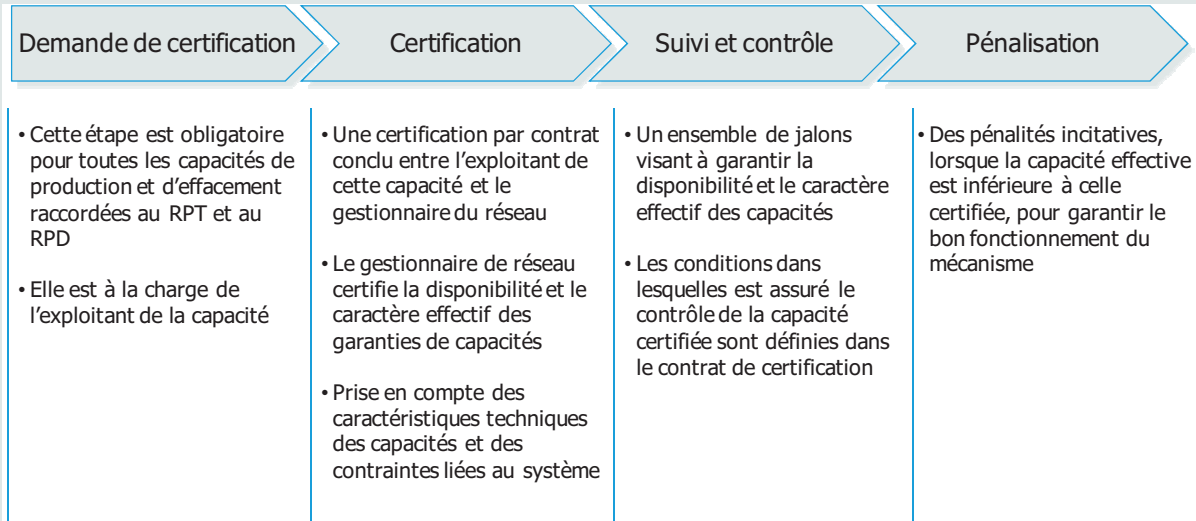 Demande de certification
Certification
Suivi et contrôle
Pénalisation
• Cette étape est obligatoire
pour toutes les capacités de
production et d'effacement
raccordées au RPT et au
RPD
• Elle est à la charge de
l'exploitant de la capacité
• Une certification par contrat
conclu entre l'exploitant de
cette capacité et le
gestionnaire du réseau
• Le gestionnaire de réseau
certifie la disponibilité et le
caractère effectif des
garanties de capacités
• Prise en compte des
caractéristiques techniques
des capacités et des
contraintes liées au système
• Un ensemble de jalons
visant à garantir la
disponibilité et le caractère
effectif des capacités
• Les conditions dans
lesquelles est assuré le
contrôle de la capacité
certifiée sont définies dans
le contrat de certification
• Des pénalités incitatives,
lorsque la capacité effective
est inférieure à celle
certifiée, pour garantir le
bon fonctionnement du
mécanisme